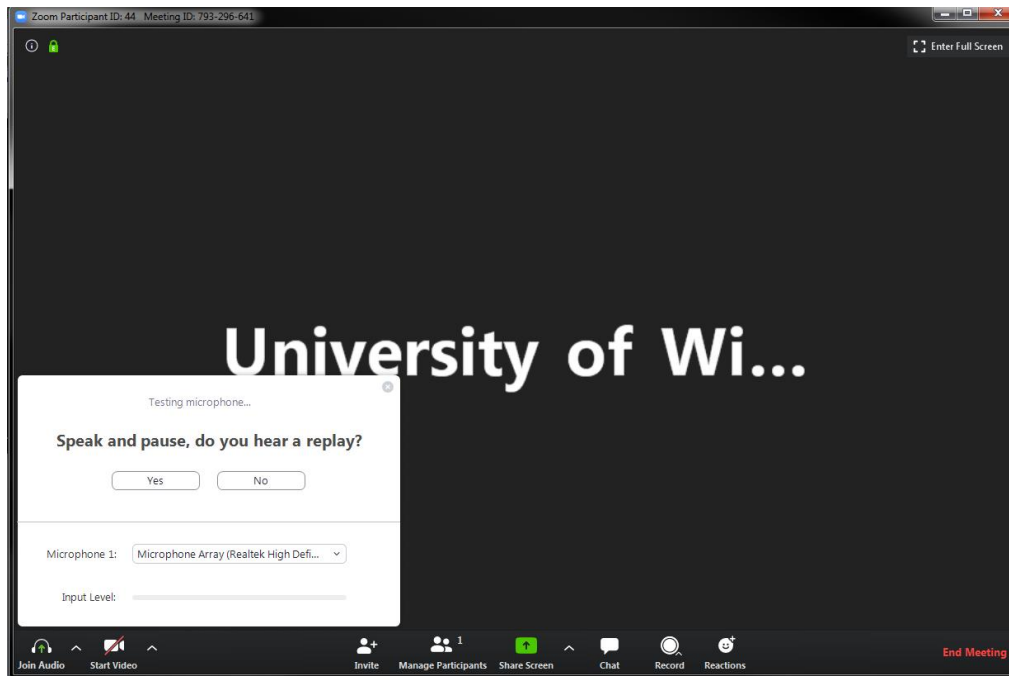 Zoom Participant ID: 44 Meeting ID: 793-296-641
Enter Full Screen
University of Wi...
Testing microphone...
Speak and pause, do you hear a replay?
Yes No
Microphone 1: Microphone Array (Realtek High Defi...
Input Level:
1
Join Audio Start Video Invite Manage Participants Share Screen Chat Record Reactions End Meeting